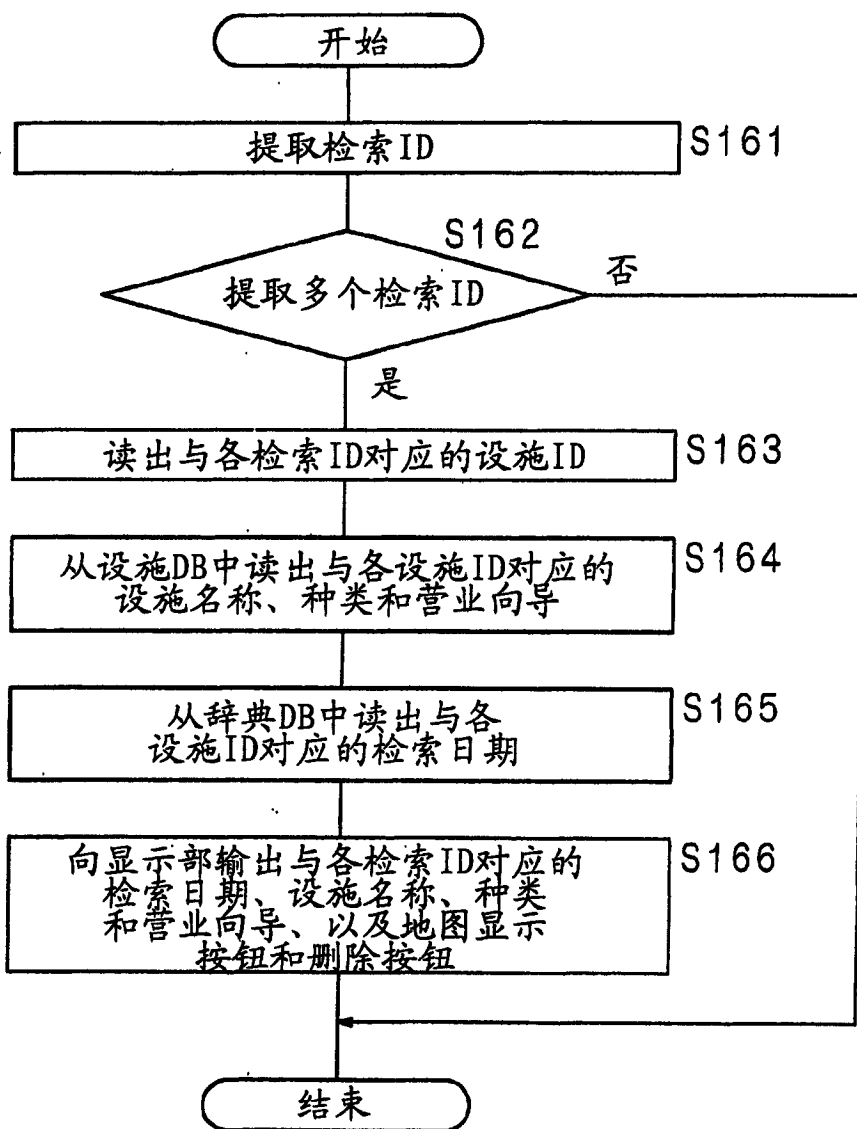 开始
提取检索ID
S161
S162
提取多个检索ID
否
是
读出与各检索ID对应的设施ID
S163
从设施DB中读出与各设施ID对应的
设施名称、种类和营业向导
S164
从辞典DB中读出与各
设施ID对应的检索日期
S165
向显示部输出与各检索ID对应的
检索日期、设施名称、种类
和营业向导、以及地图显示
按钮和删除按钮
S166
结束